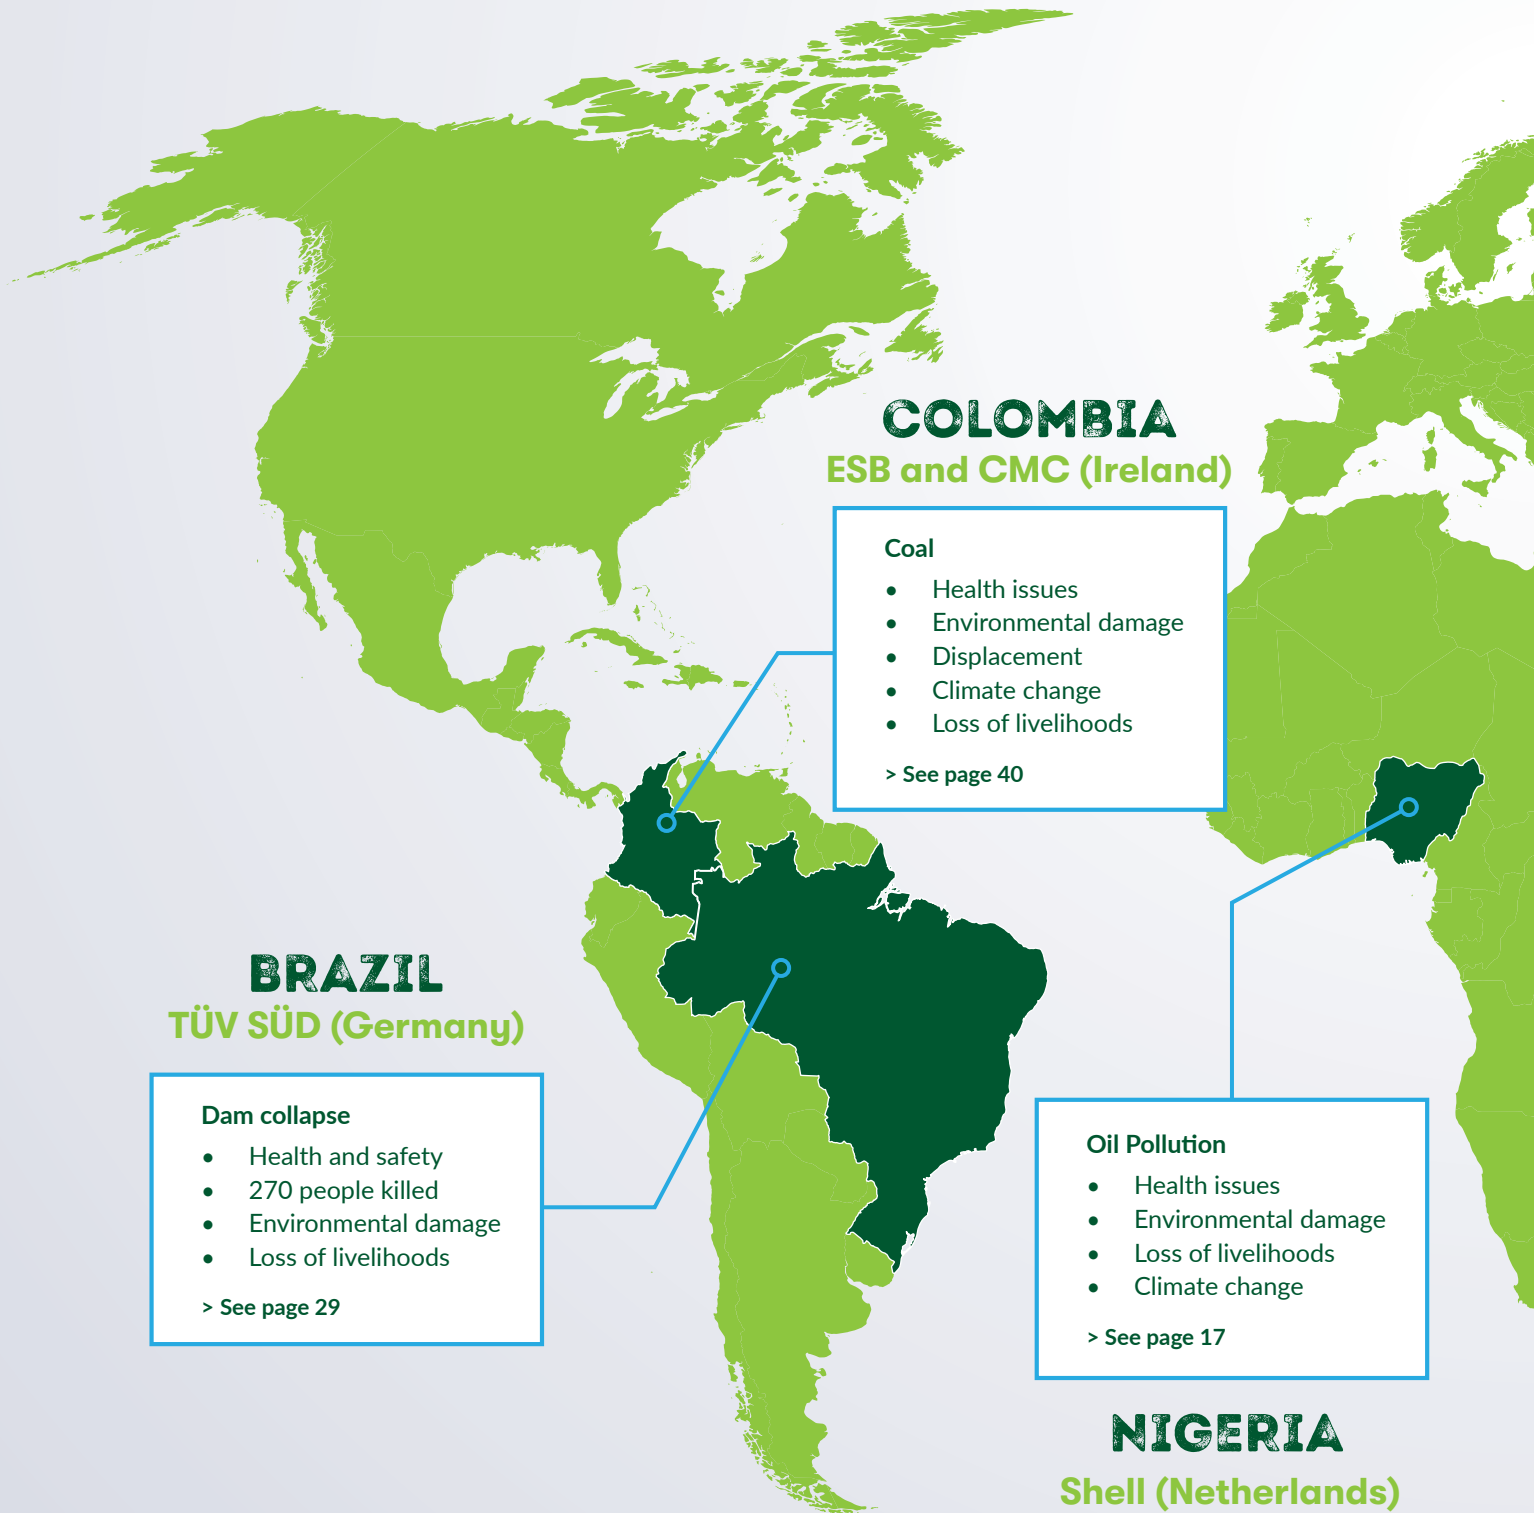 COLOMBIA
ESB and CMC (Ireland)
Coal
• Health issues
• Environmental damage
• Displacement
• Climate change
• Loss of livelihoods
> See page 40
BRAZIL
TÜV SÜD (Germany)
Dam collapse
• Health and safety
• 270 people killed
• Environmental damage
• Loss of livelihoods
> See page 29
Oil Pollution
• Health issues
• Environmental damage
• Loss of livelihoods
• Climate change
> See page 17
NIGERIA
Shell (Netherlands)